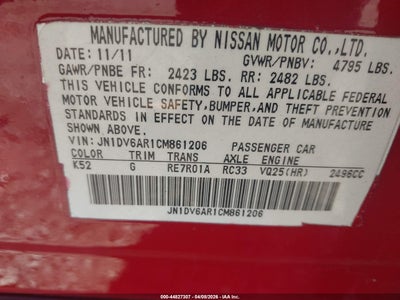 MANUFACTURED BY NISSAN MOTOR CO.,LTD.
DATE: 11/11 GVWR/PNBV: 4795 LBS.
GAWR/PNBE FR: 2423 LBS. RR: 2482 LBS.
THIS VEHICLE CONFORMS TO ALL APPLICABLE FEDERAL
MOTOR VEHICLE SAFETY,BUMPER,AND THEFT PREVENTION
STANDARDS IN EFFECT ON THE DATE OF MANUFACTURE
SHOWN ABOVE.
VIN: JN1DV6AR1CM861206 PASSENGER CAR
COLOR TRIM TRANS AXLE ENGINE
K52 G RE7R01A RC33 VQ25(HR) 2496CC
JN1DV6AR1CM861206
000-44827307 - 04/09/2026 - IAAI.COM